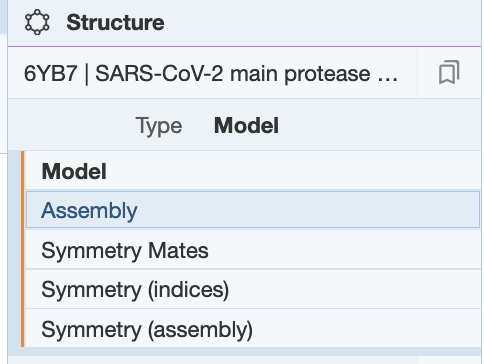 Structure
6YB7 | SARS-CoV-2 main protease ...
Type Model
Model
Assembly
Symmetry Mates
Symmetry (indices)
Symmetry (assembly)